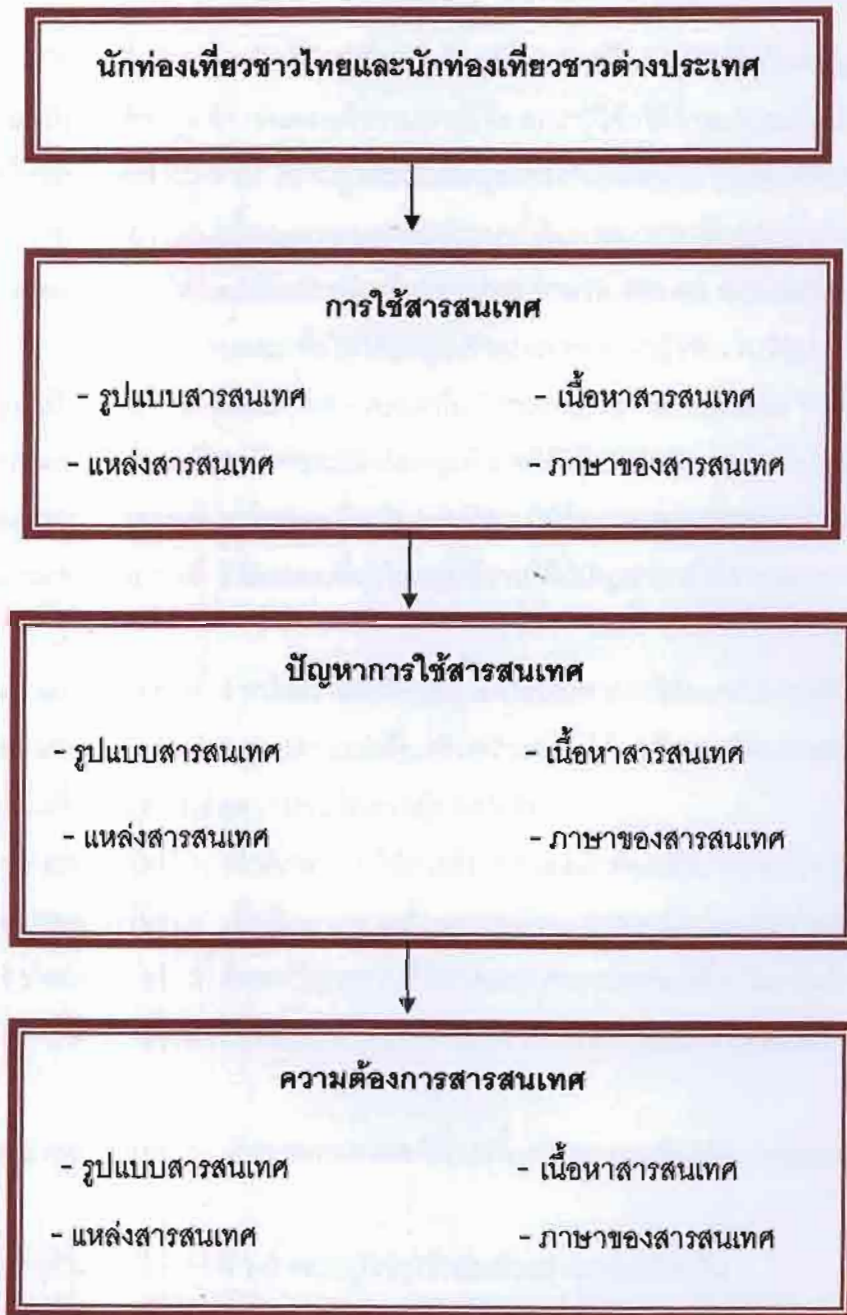 นักท่องเที่ยวชาวไทยและนักท่องเที่ยวชาวต่างประเทศ
การใช้สารสนเทศ
- รูปแบบสารสนเทศ - เนื้อหาสารสนเทศ
- แหล่งสารสนเทศ - ภาษาของสารสนเทศ
ปัญหาการใช้สารสนเทศ
- รูปแบบสารสนเทศ - เนื้อหาสารสนเทศ
- แหล่งสารสนเทศ - ภาษาของสารสนเทศ
ความต้องการสารสนเทศ
- รูปแบบสารสนเทศ - เนื้อหาสารสนเทศ
- แหล่งสารสนเทศ - ภาษาของสารสนเทศ